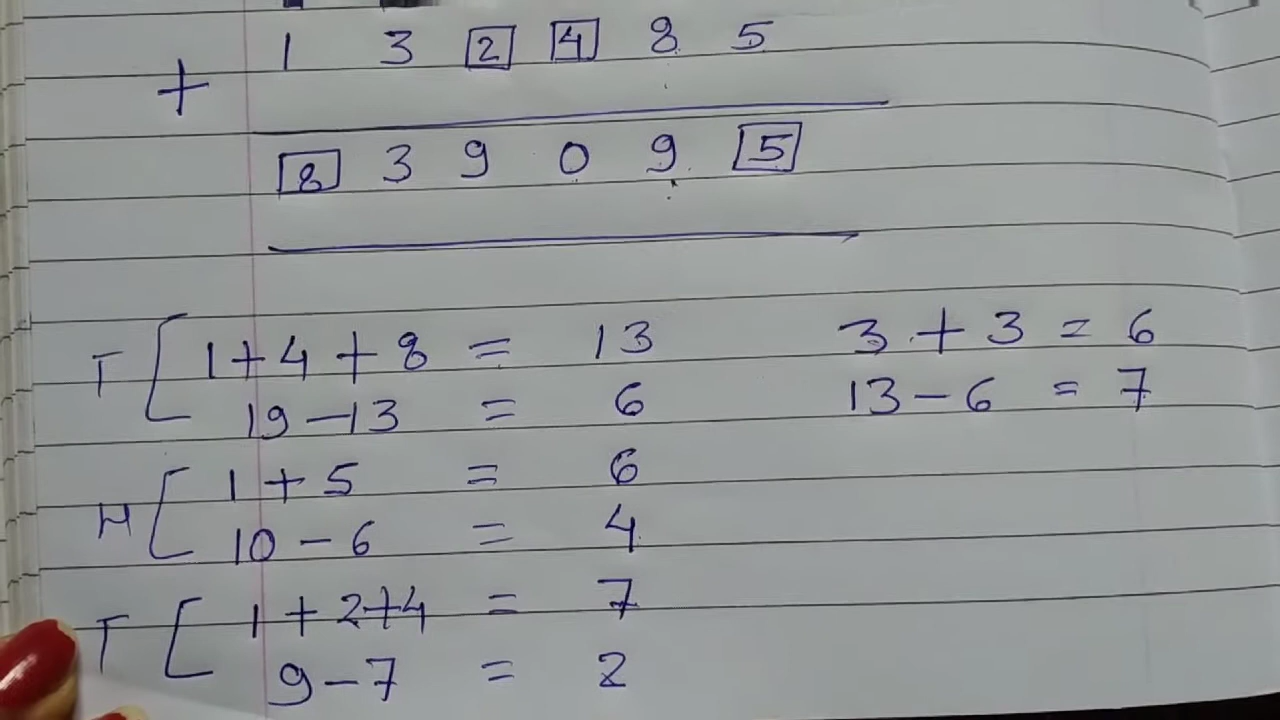 1 3 2 4 8 5
+
8 3 9 0 9 5
T [ 1 + 4 + 8 = 13 3 + 3 = 6
19 - 13 = 6 13 - 6 = 7
H [ 1 + 5 = 6
10 - 6 = 4
T [ 1 + 2 + 4 = 7
9 - 7 = 2